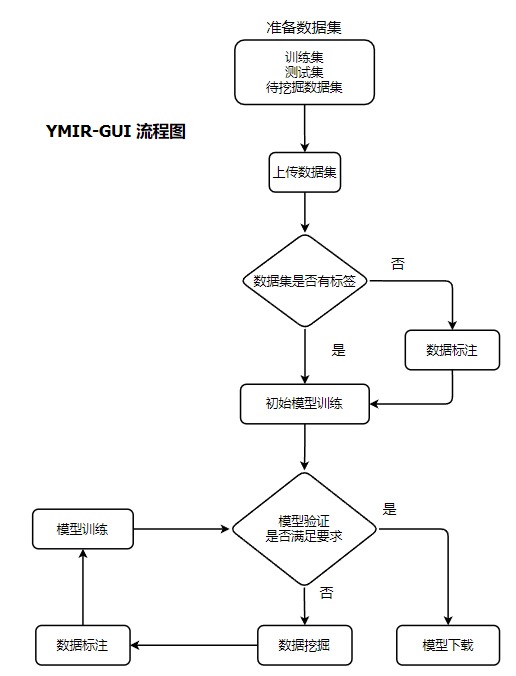 准备数据集
训练集
测试集
待挖掘数据集
YMIR-GUI 流程图
上传数据集
数据集是否有标签
否
数据标注
是
初始模型训练
模型验证
是否满足要求
是
模型训练
否
数据标注
数据挖掘
模型下载